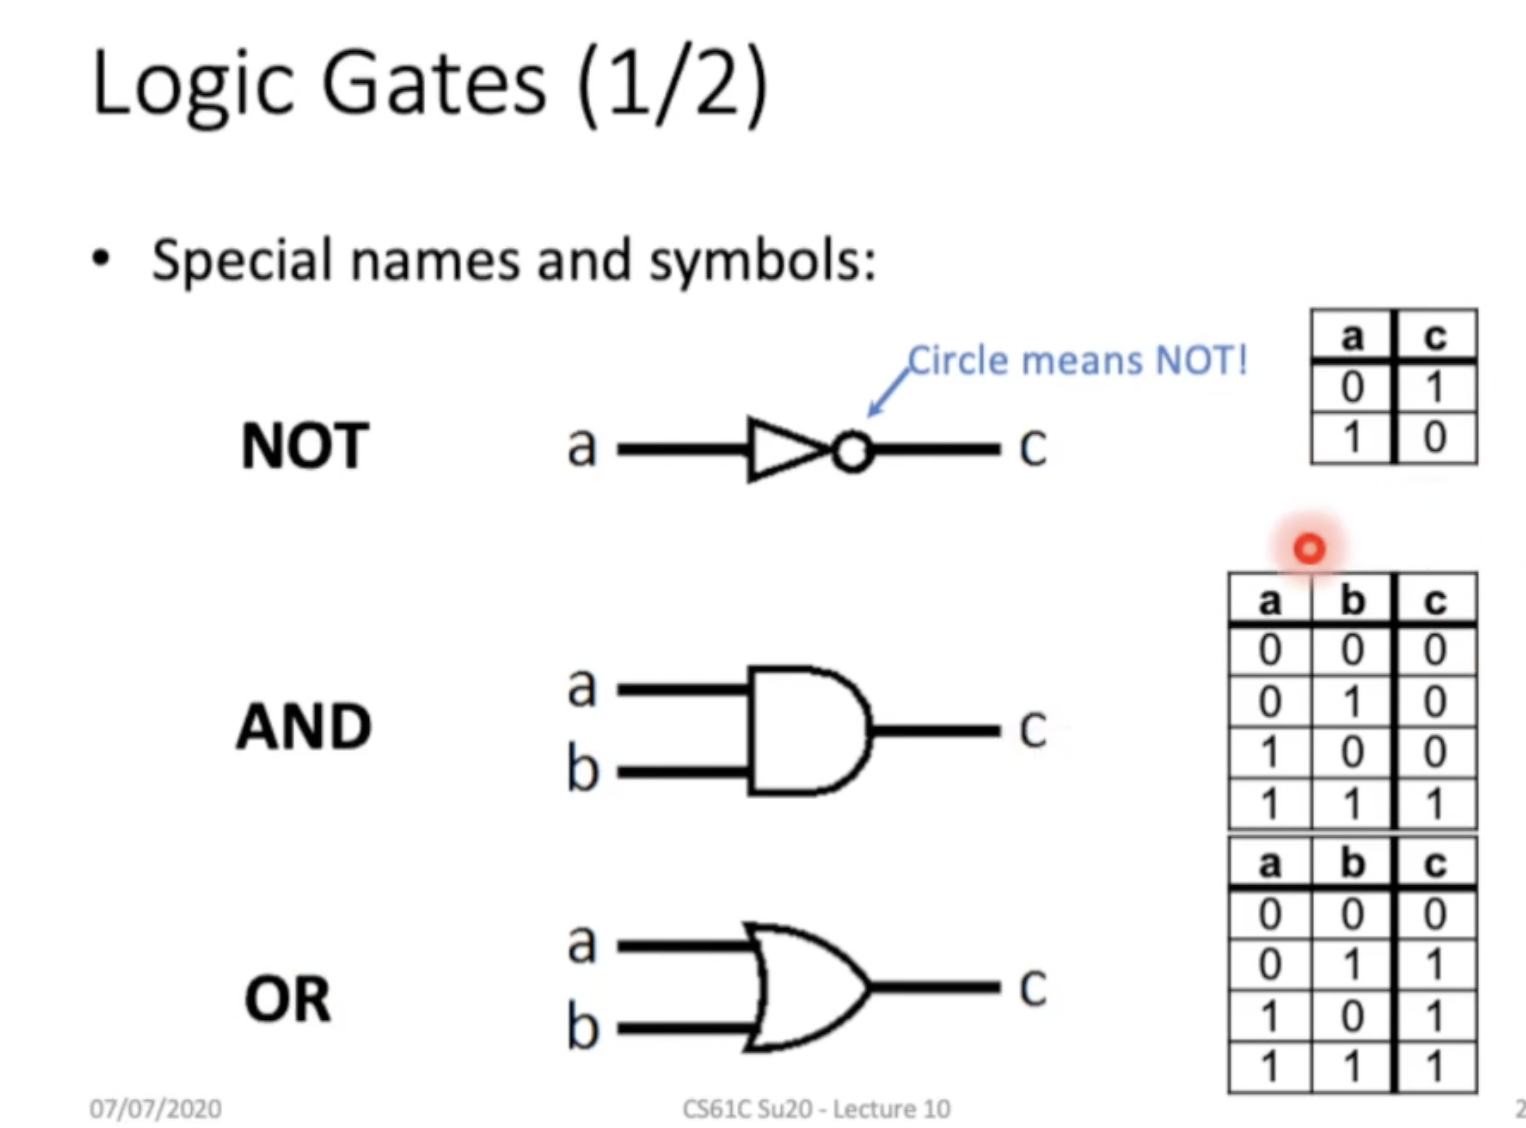 Logic Gates (1/2)
• Special names and symbols:
Circle means NOT!
NOT
a
c
a c
0 1
1 0
AND
a
b
c
a b c
0 0 0
0 1 0
1 0 0
1 1 1
OR
a
b
c
a b c
0 0 0
0 1 1
1 0 1
1 1 1
07/07/2020
CS61C Su20 - Lecture 10